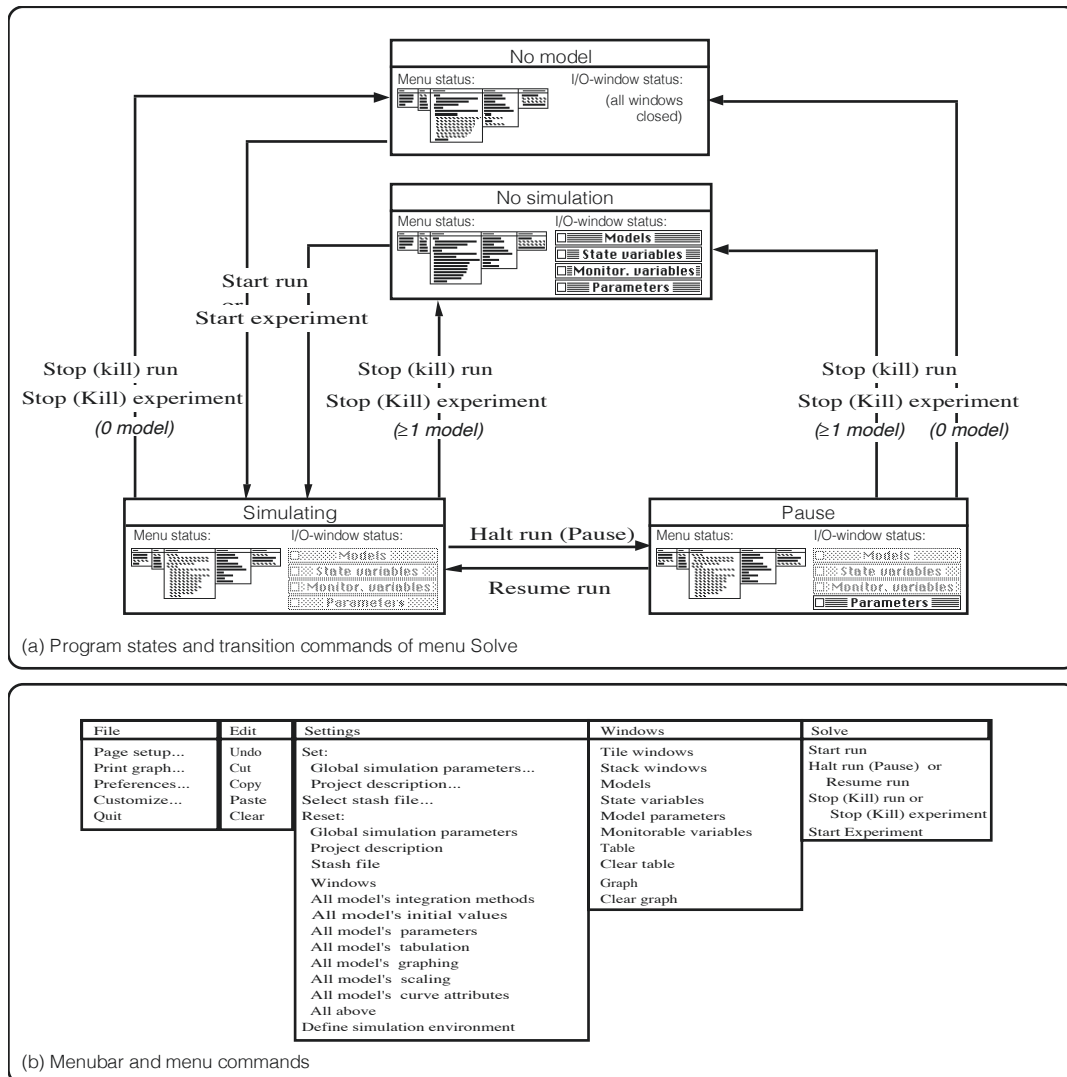 No model
Menu status:
I/O-window status:
(all windows
closed)
No simulation
Menu status:
I/O-window status:
Models
State variables
Monitor. variables
Parameters
Start run
or
Start experiment
Stop (kill) run
Stop (Kill) experiment
(0 model)
Stop (kill) run
Stop (Kill) experiment
(≥1 model)
Stop (kill) run
Stop (Kill) experiment
(≥1 model) (0 model)
Simulating
Menu status:
I/O-window status:
Models
State variables
Monitor. variables
Parameters
Halt run (Pause)
Resume run
Pause
Menu status:
I/O-window status:
Models
State variables
Monitor. variables
Parameters
(a) Program states and transition commands of menu Solve
File
Page setup...
Print graph...
Preferences...
Customize...
Quit
Edit
Undo
Cut
Copy
Paste
Clear
Settings
Set:
Global simulation parameters...
Project description...
Select stash file...
Reset:
Global simulation parameters
Project description
Stash file
Windows
All model's integration methods
All model's initial values
All model's parameters
All model's tabulation
All model's graphing
All model's scaling
All model's curve attributes
All above
Define simulation environment
Windows
Tile windows
Stack windows
Models
State variables
Model parameters
Monitorable variables
Table
Clear table
Graph
Clear graph
Solve
Start run
Halt run (Pause) or
Resume run
Stop (Kill) run or
Stop (Kill) experiment
Start Experiment
(b) Menubar and menu commands